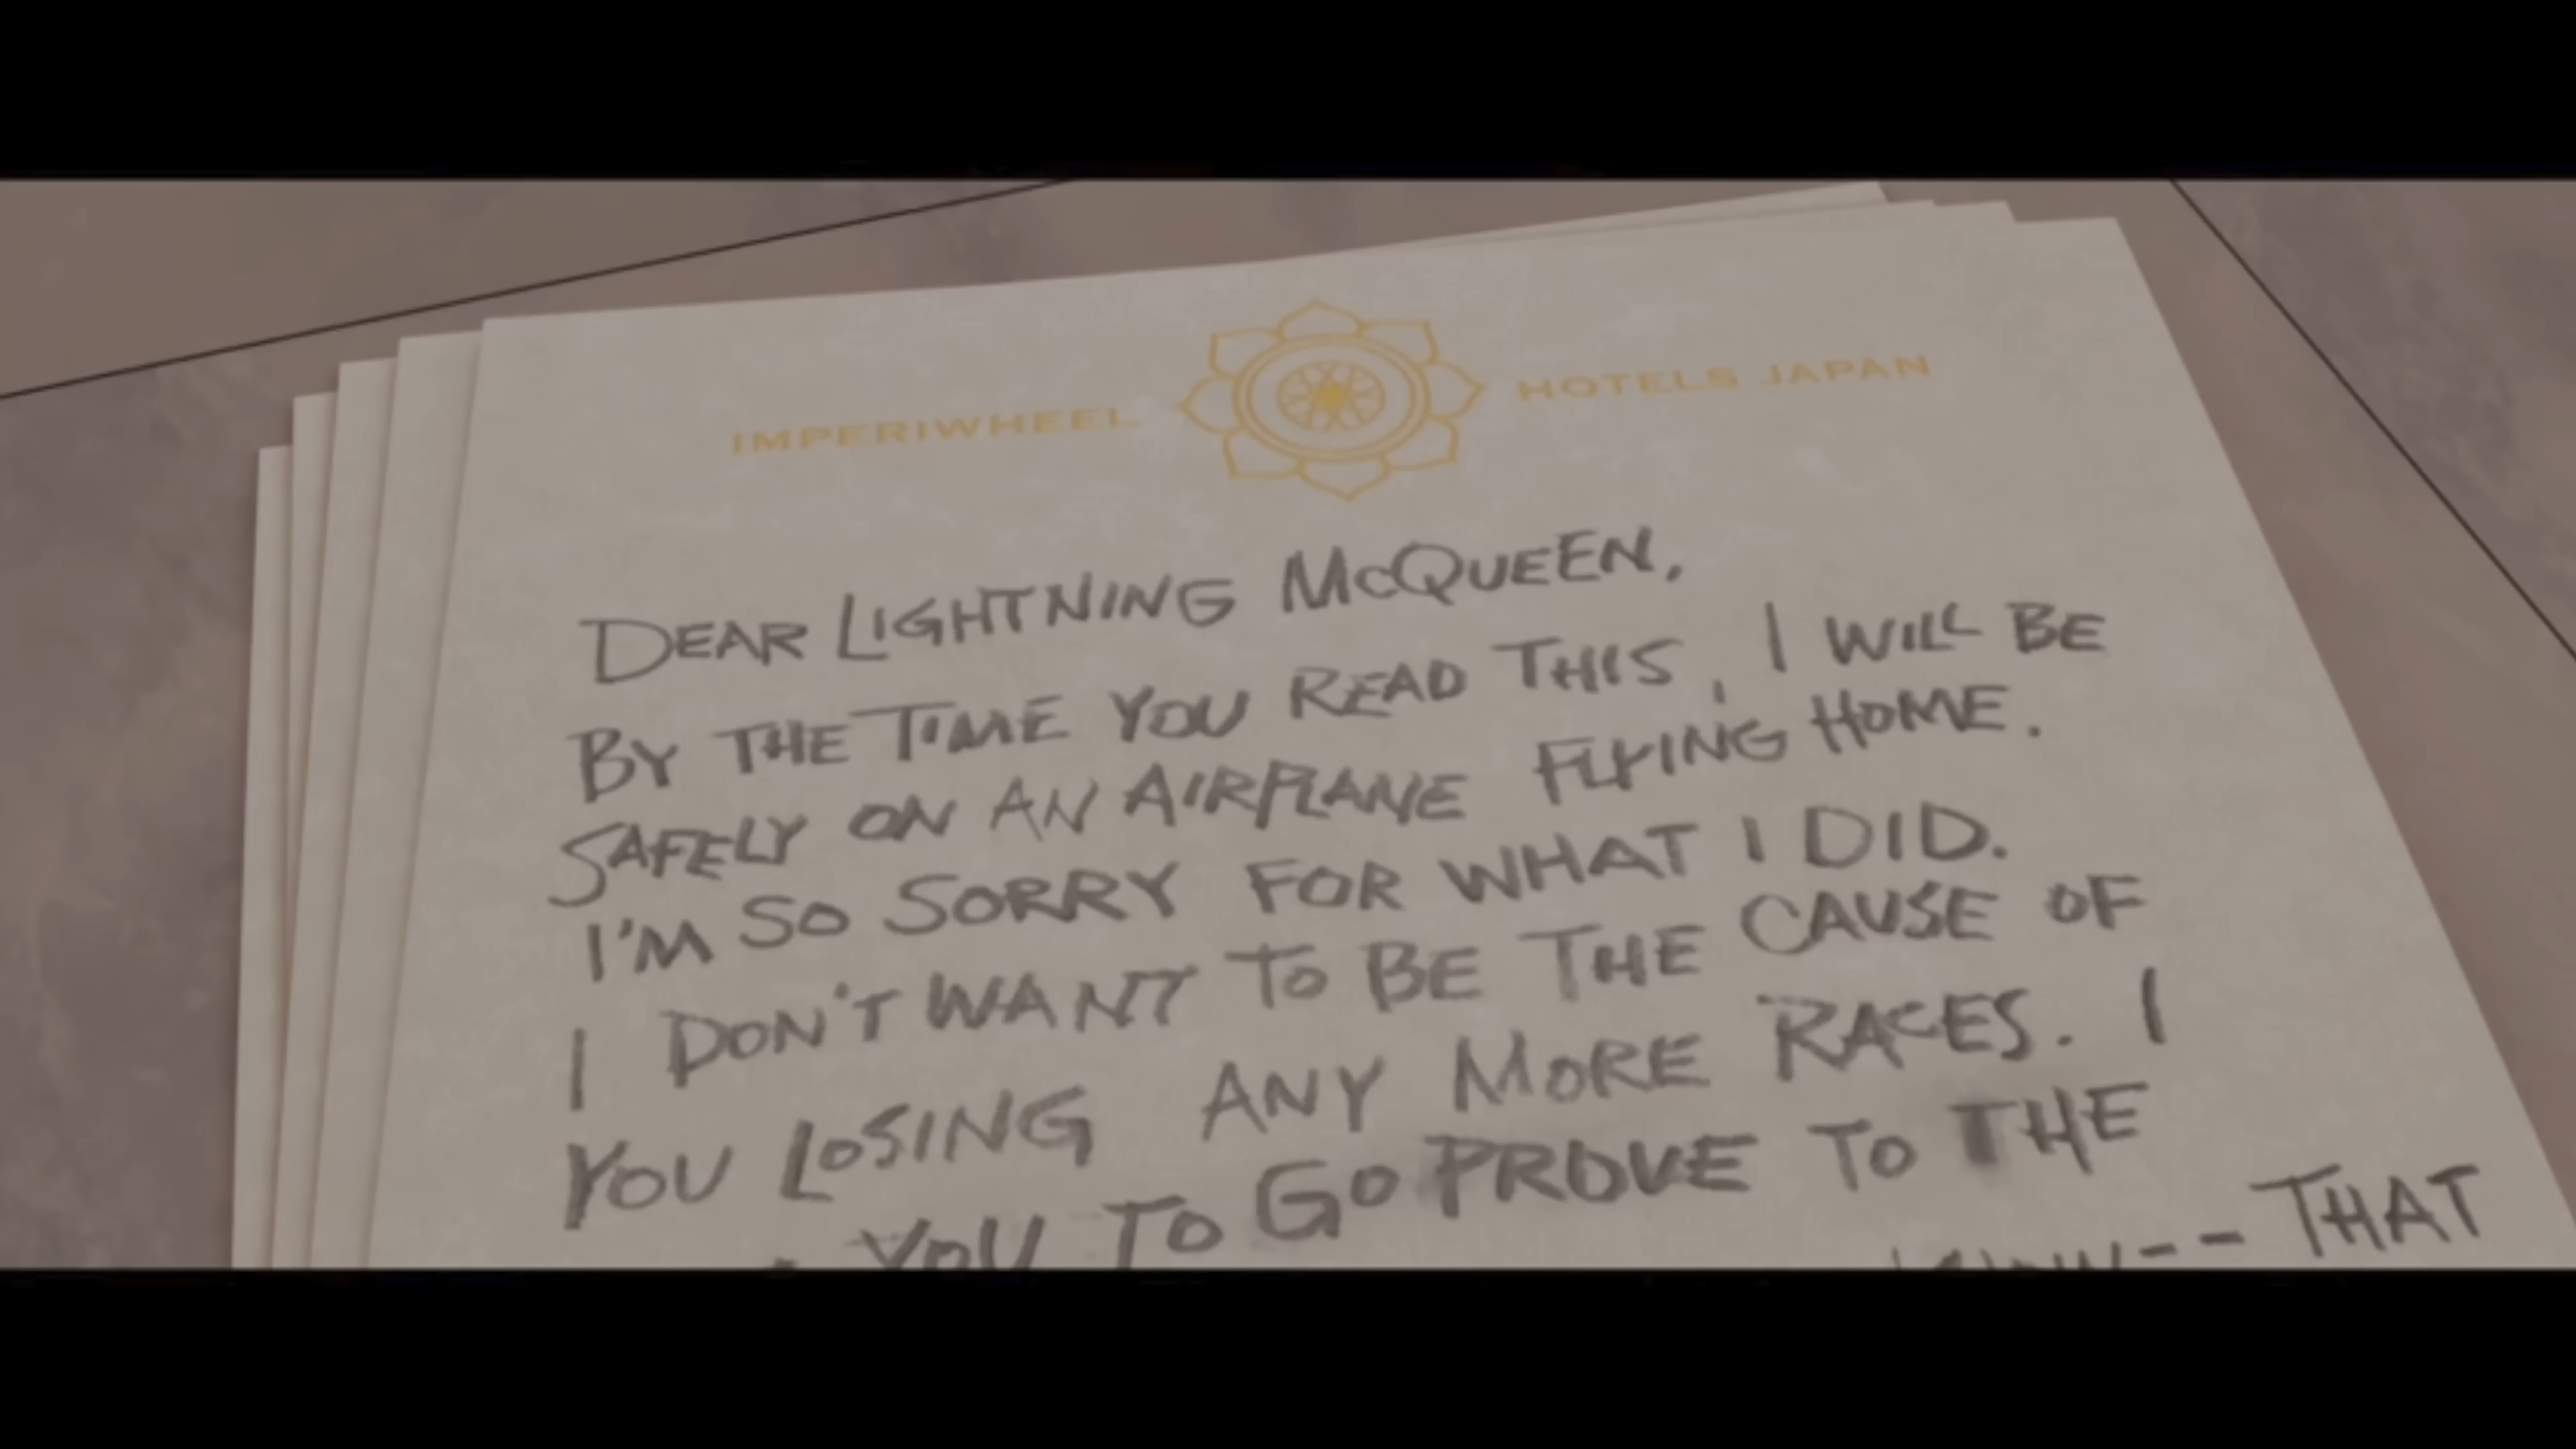 IMPERIWHEEL HOTELS JAPAN
DEAR LIGHTNING MCQUEEN,
BY THE TIME YOU READ THIS, I WILL BE
SAFELY ON AN AIRPLANE FLYING HOME.
I'M SO SORRY FOR WHAT I DID.
I DON'T WANT TO BE THE CAUSE OF
YOU LOSING ANY MORE RACES. I
YOU TO GO PROVE TO THE
-- THAT